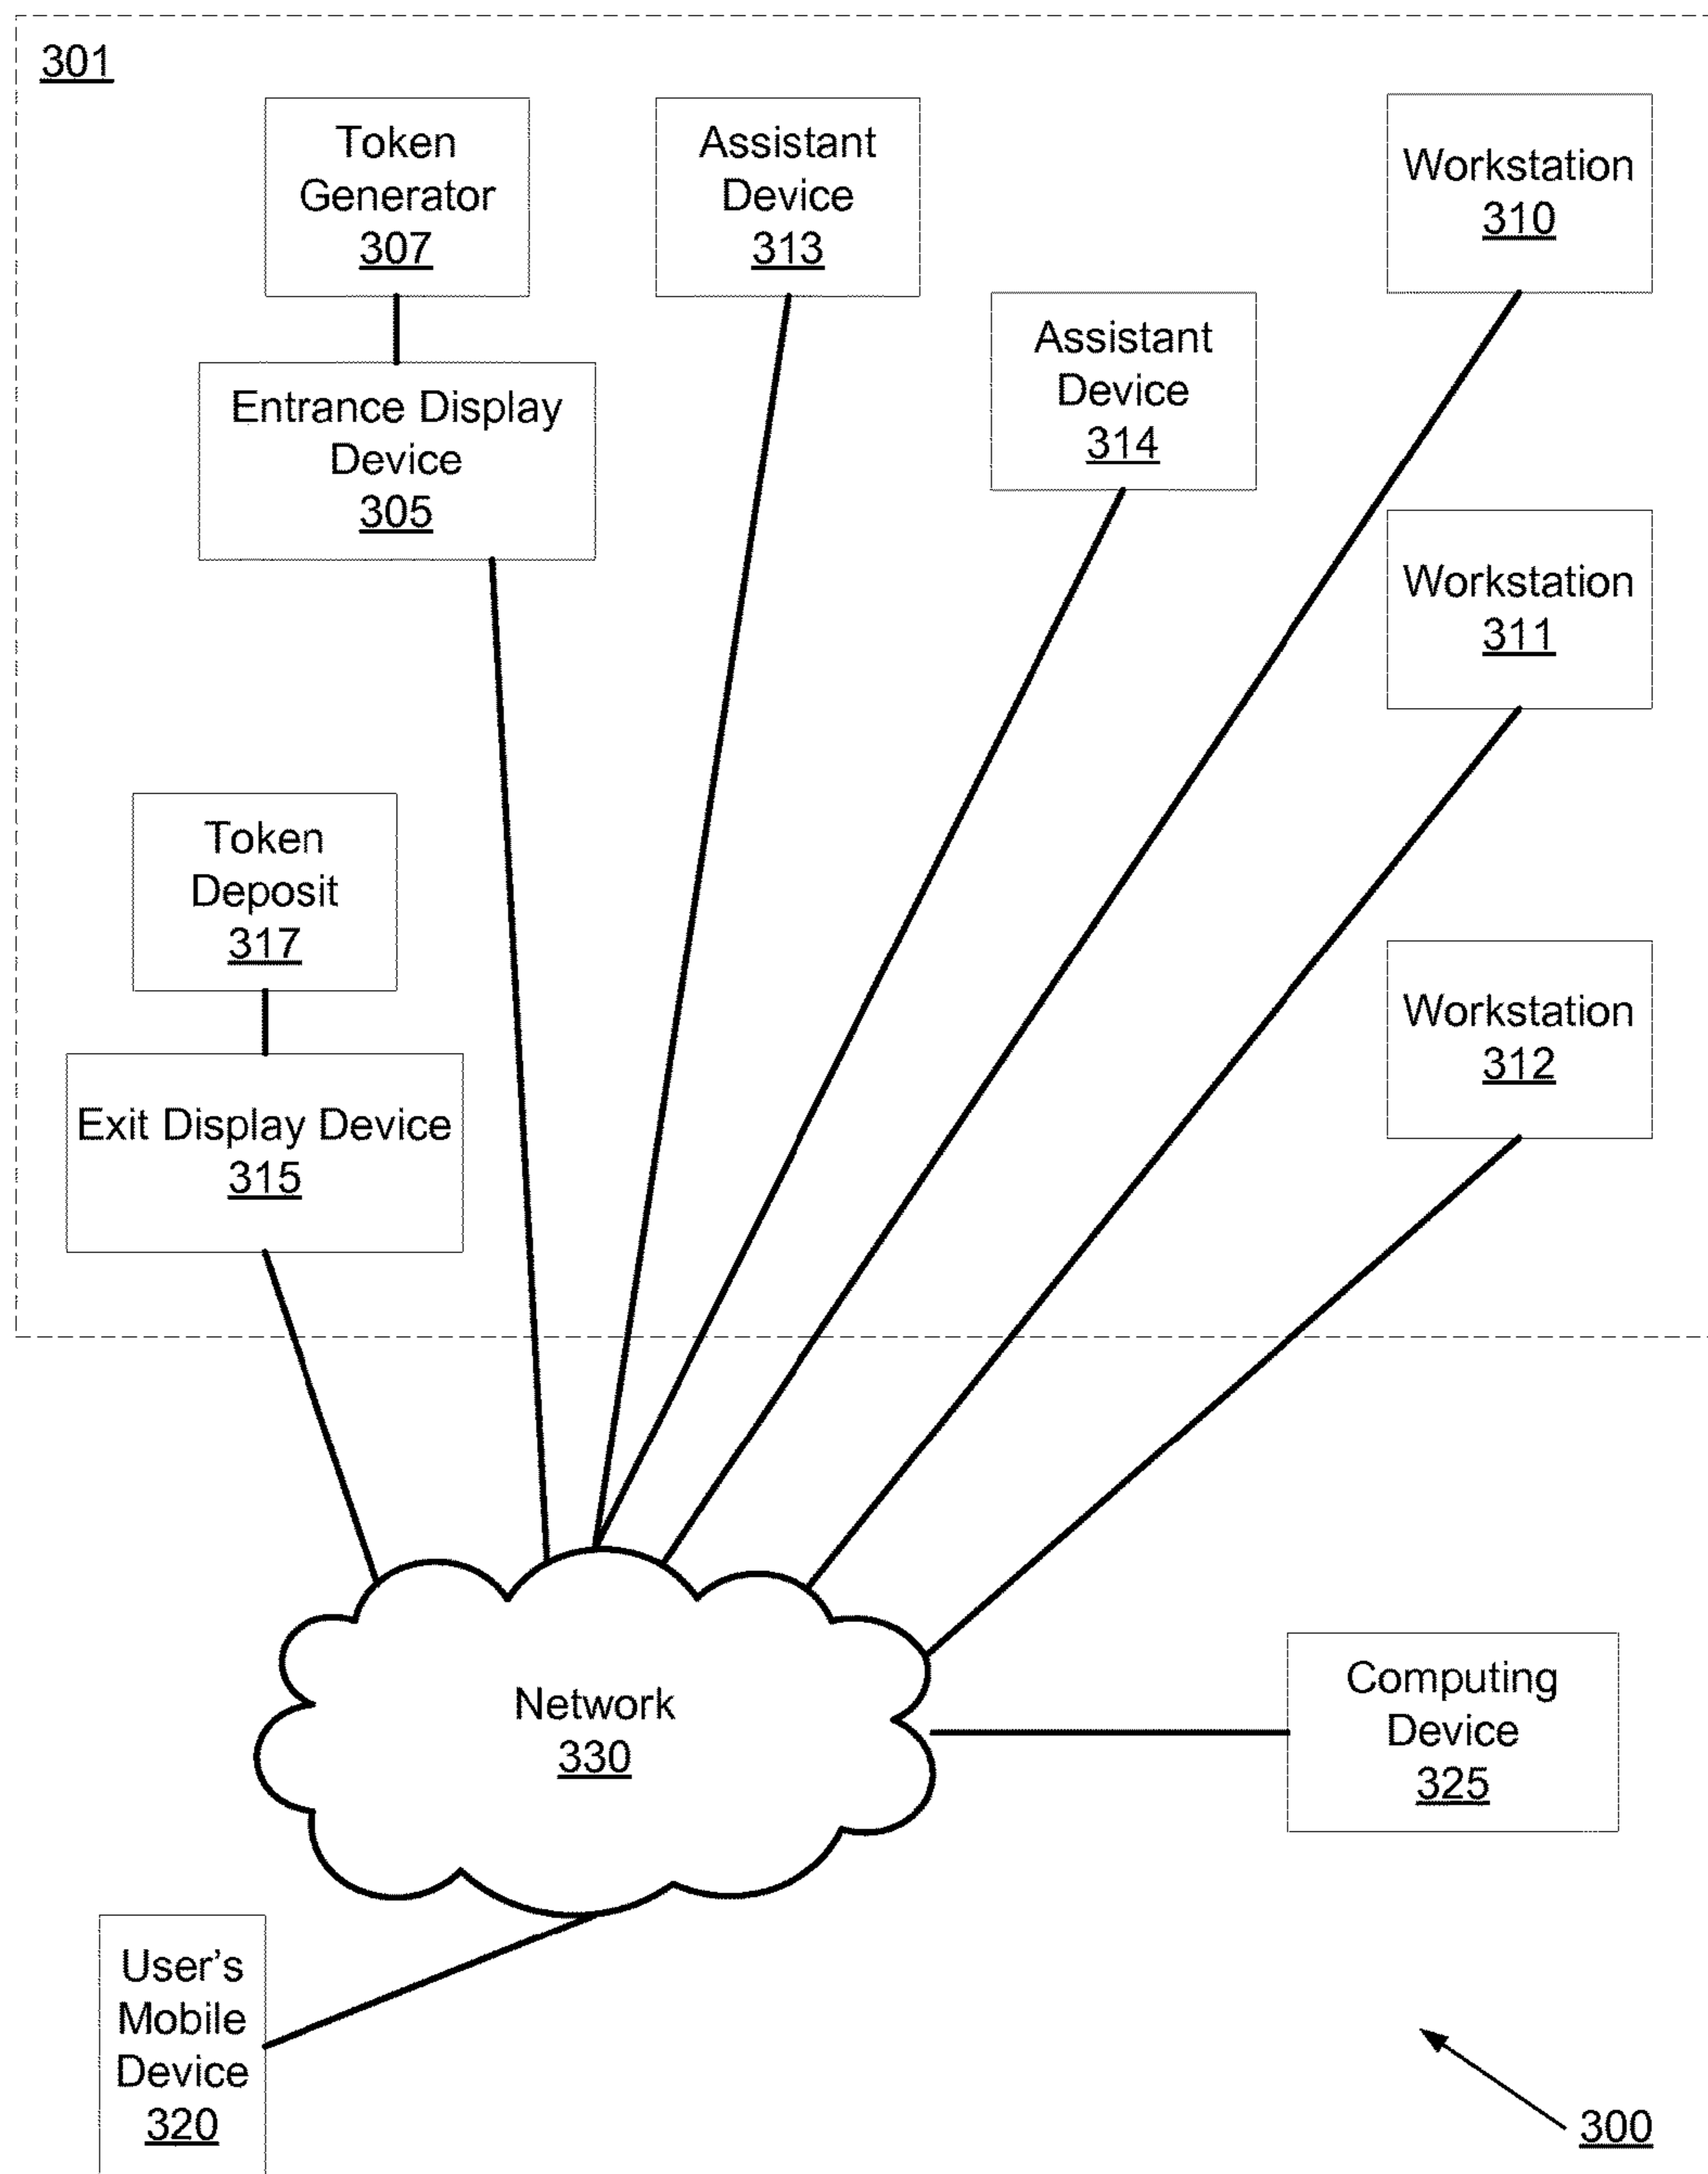 301
Token
Generator
307
Assistant
Device
313
Workstation
310
Assistant
Device
314
Entrance Display
Device
305
Workstation
311
Token
Deposit
317
Workstation
312
Exit Display Device
315
Network
330
Computing
Device
325
User’s
Mobile
Device
320
300